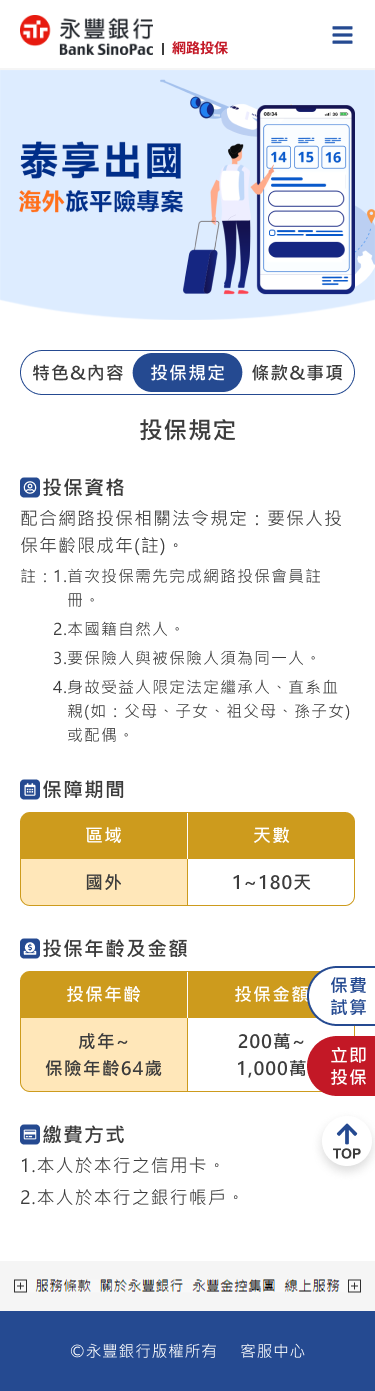 永豐銀行
Bank SinoPac | 網路投保
泰享出國
海外旅平險專案
08:34
3G
14 15 16
特色&內容 投保規定 條款&事項
投保規定
投保資格
配合網路投保相關法令規定：要保人投
保年齡限成年(註)。
註：1.首次投保需先完成網路投保會員註
冊。
2.本國籍自然人。
3.要保險人與被保險人須為同一人。
4.身故受益人限定法定繼承人、直系血
親(如：父母、子女、祖父母、孫子女)
或配偶。
保障期間
區域 天數
國外 1~180天
投保年齡及金額
投保年齡 投保金額
成年~
保險年齡64歲
200萬~
1,000萬
保費
試算
立即
投保
繳費方式
TOP
1.本人於本行之信用卡。
2.本人於本行之銀行帳戶。
服務條款 關於永豐銀行 永豐金控集團 線上服務
©永豐銀行版權所有 客服中心